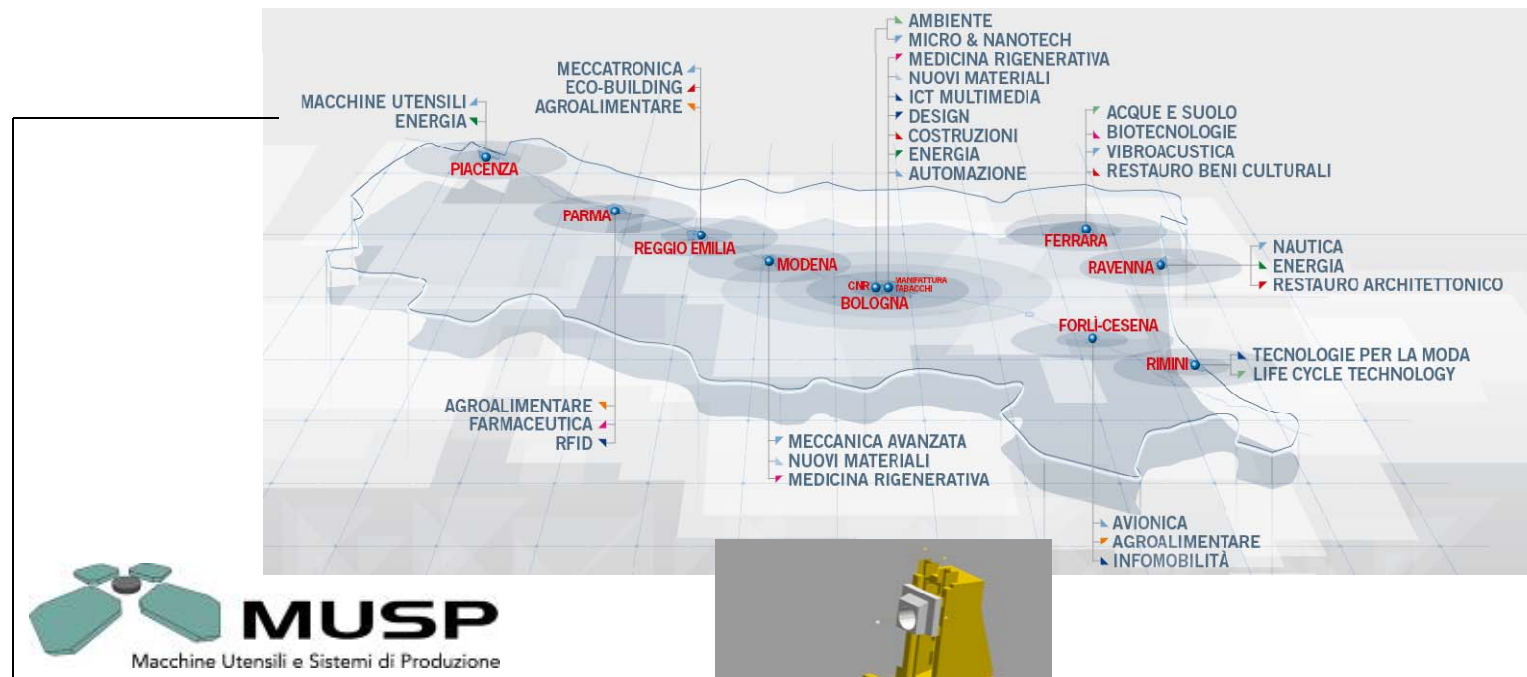 AMBIENTE
MICRO & NANOTECH
MEDICINA RIGENERATIVA
NUOVI MATERIALI
ICT MULTIMEDIA
DESIGN
COSTRUZIONI
ENERGIA
AUTOMAZIONE
MECCATRONICA
ECO-BUILDING
AGROALIMENTARE
MACCHINE UTENSILI
ENERGIA
ACQUE E SUOLO
BIOTECNOLOGIE
VIBROACUSTICA
RESTAURO BENI CULTURALI
PIACENZA
PARMA
REGGIO EMILIA
MODENA
CNR
MANIFATTURA
TABACCHI
BOLOGNA
FERRARA
RAVENNA
NAUTICA
ENERGIA
RESTAURO ARCHITETTONICO
FORLÌ-CESENA
RIMINI
TECNOLOGIE PER LA MODA
LIFE CYCLE TECHNOLOGY
AGROALIMENTARE
FARMACEUTICA
RFID
MECCANICA AVANZATA
NUOVI MATERIALI
MEDICINA RIGENERATIVA
AVIONICA
AGROALIMENTARE
INFOMOBILITÀ
MUSP
Macchine Utensili e Sistemi di Produzione